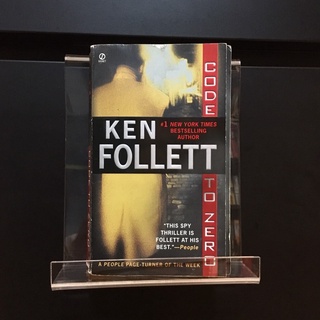 KEN
FOLLETT
#1 NEW YORK TIMES
BESTSELLING
AUTHOR
CODE TO ZERO
"THIS SPY
THRILLER IS
FOLLETT AT HIS
BEST."—People
A PEOPLE PAGE-TURNER OF THE WEEK